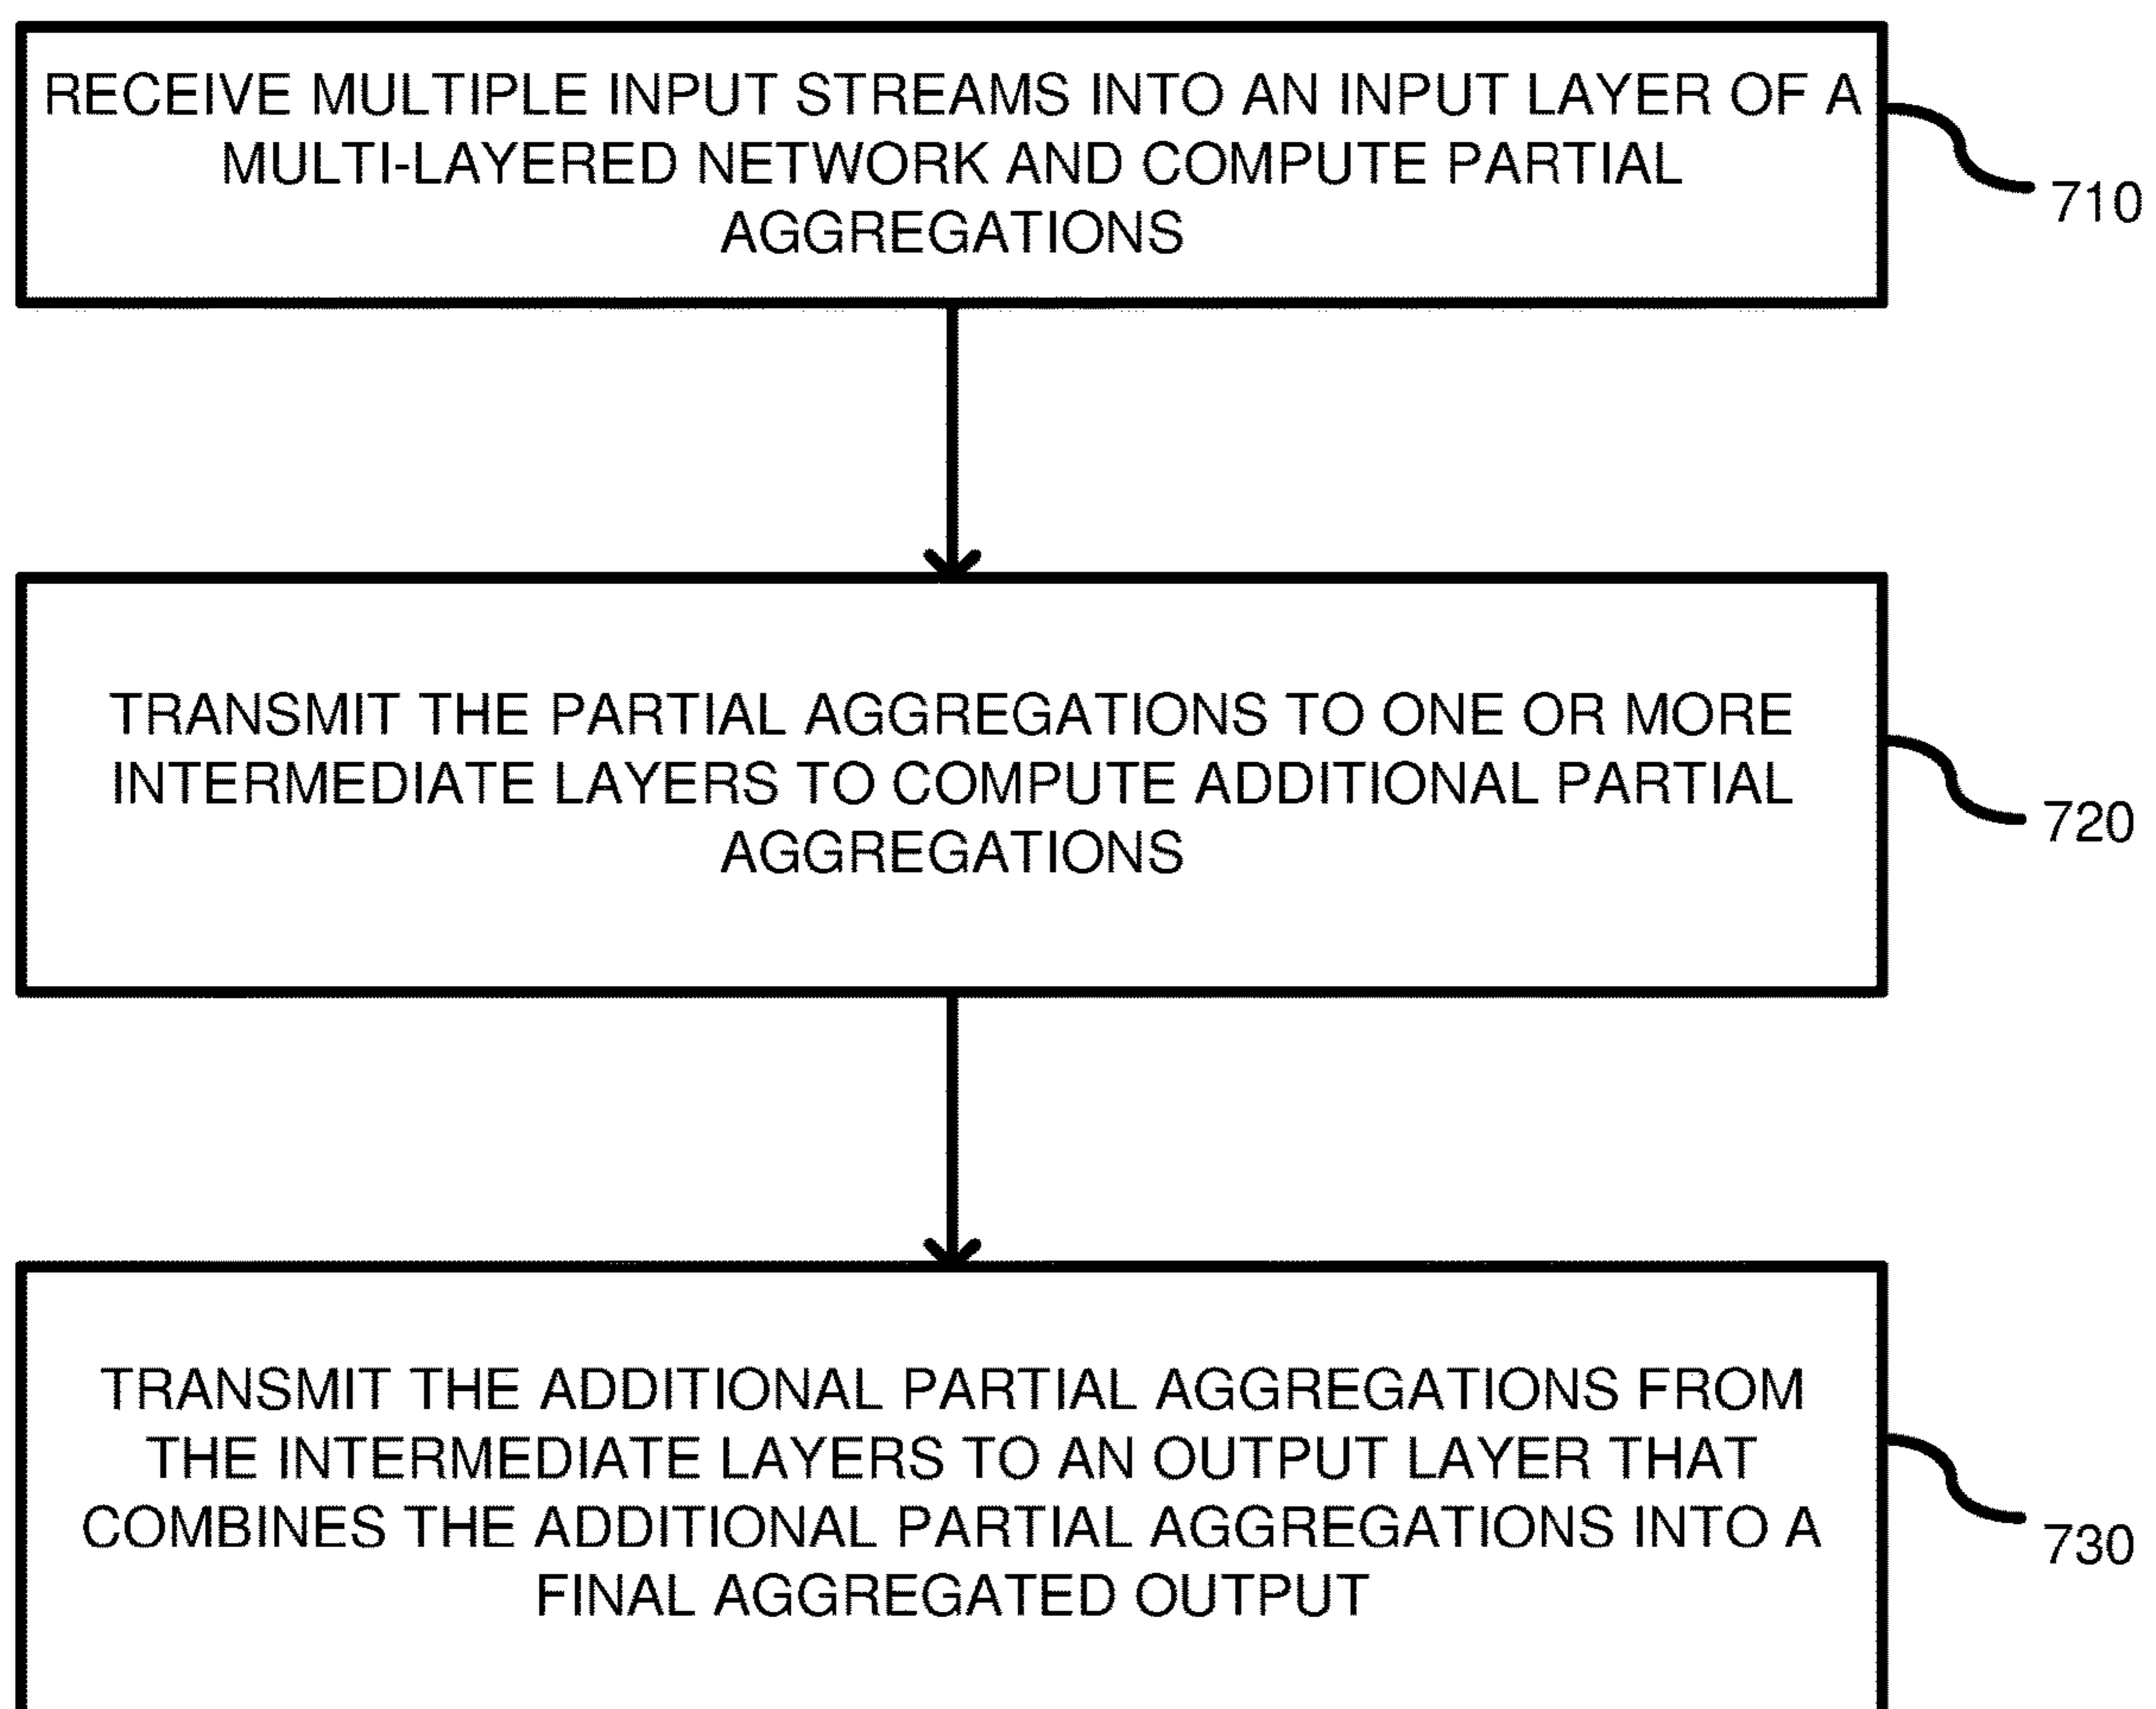 RECEIVE MULTIPLE INPUT STREAMS INTO AN INPUT LAYER OF A
MULTI-LAYERED NETWORK AND COMPUTE PARTIAL
AGGREGATIONS
710
TRANSMIT THE PARTIAL AGGREGATIONS TO ONE OR MORE
INTERMEDIATE LAYERS TO COMPUTE ADDITIONAL PARTIAL
AGGREGATIONS
720
TRANSMIT THE ADDITIONAL PARTIAL AGGREGATIONS FROM
THE INTERMEDIATE LAYERS TO AN OUTPUT LAYER THAT
COMBINES THE ADDITIONAL PARTIAL AGGREGATIONS INTO A
FINAL AGGREGATED OUTPUT
730